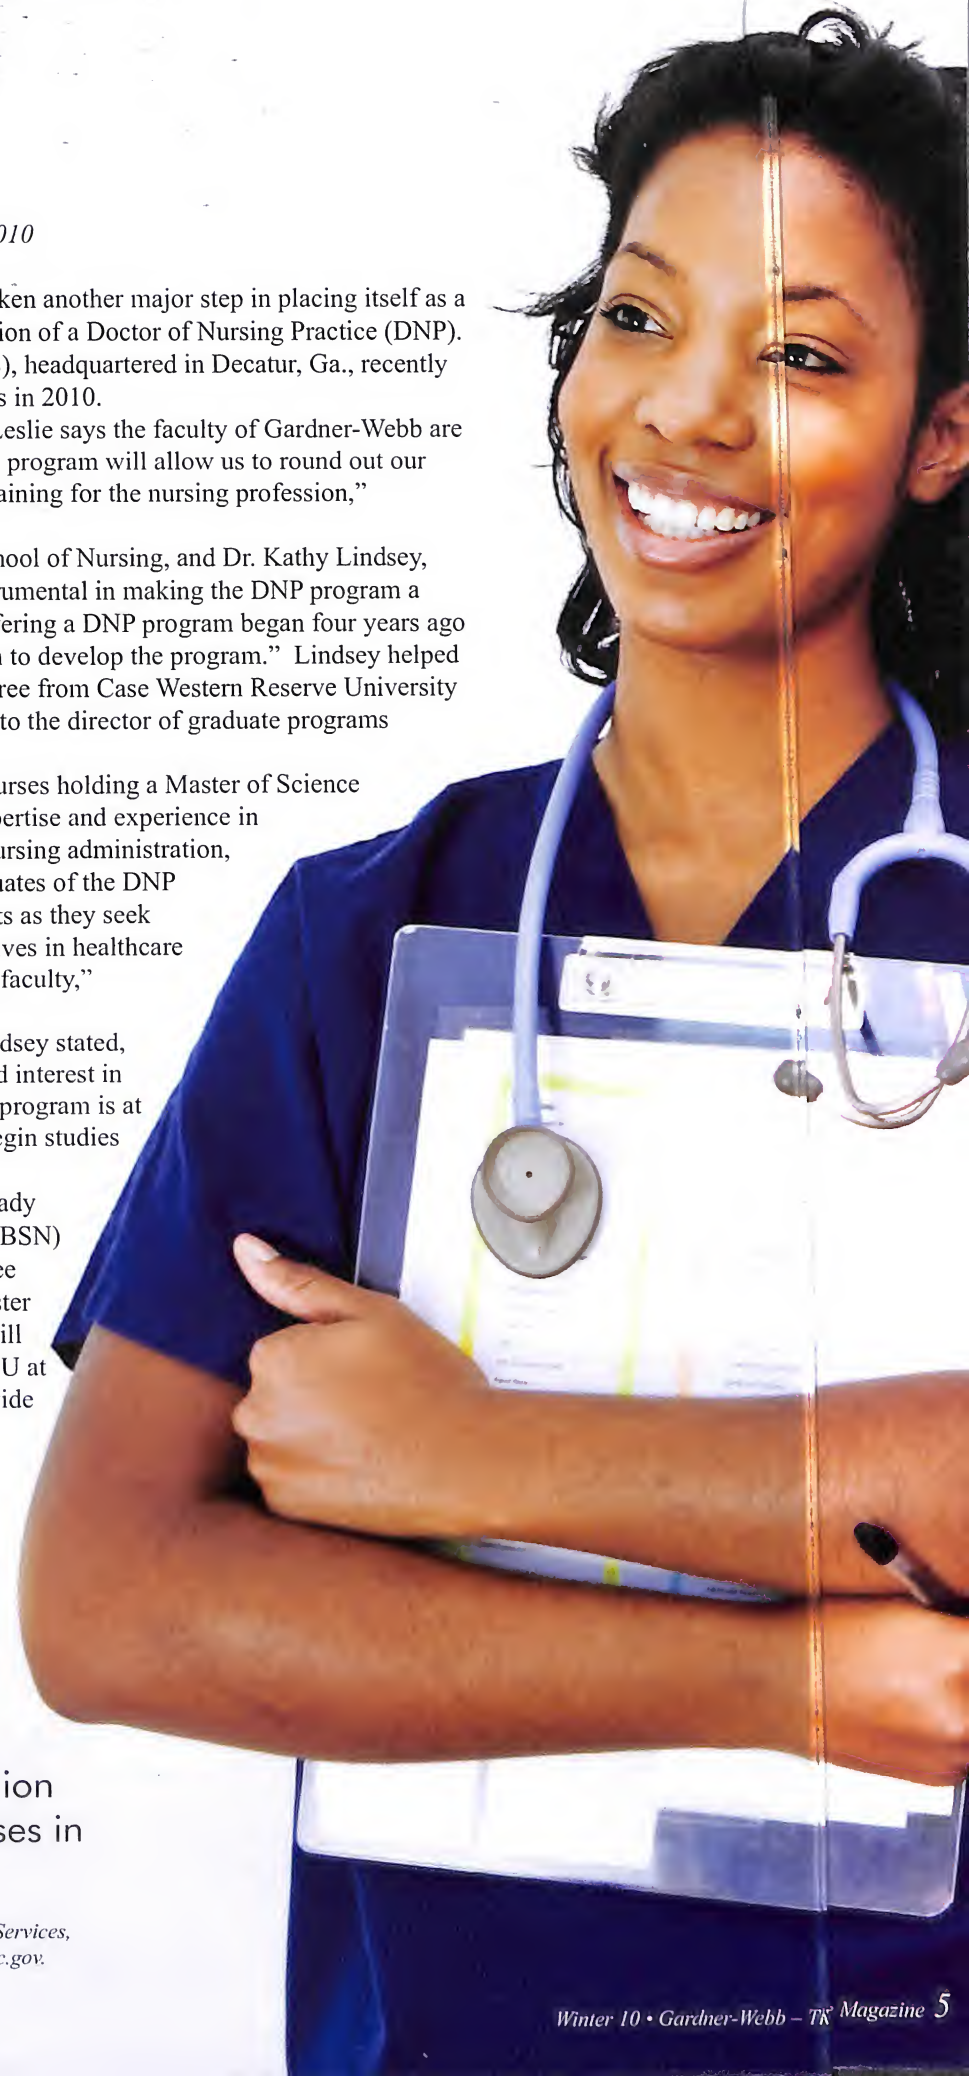 010
ken another major step in placing itself as a
ion of a Doctor of Nursing Practice (DNP).
), headquartered in Decatur, Ga., recently
s in 2010.
Leslie says the faculty of Gardner-Webb are
program will allow us to round out our
aining for the nursing profession,”
hool of Nursing, and Dr. Kathy Lindsey,
rumental in making the DNP program a
fering a DNP program began four years ago
to develop the program.” Lindsey helped
ree from Case Western Reserve University
to the director of graduate programs
urses holding a Master of Science
ertise and experience in
ursing administration,
uates of the DNP
ts as they seek
ves in healthcare
faculty,”
dsey stated,
d interest in
program is at
egin studies
ady
BSN)
ee
ster
ill
U at
ide
ion
ses in
Services,
c.gov.
Winter 10 • Gardner-Webb – TK Magazine 5